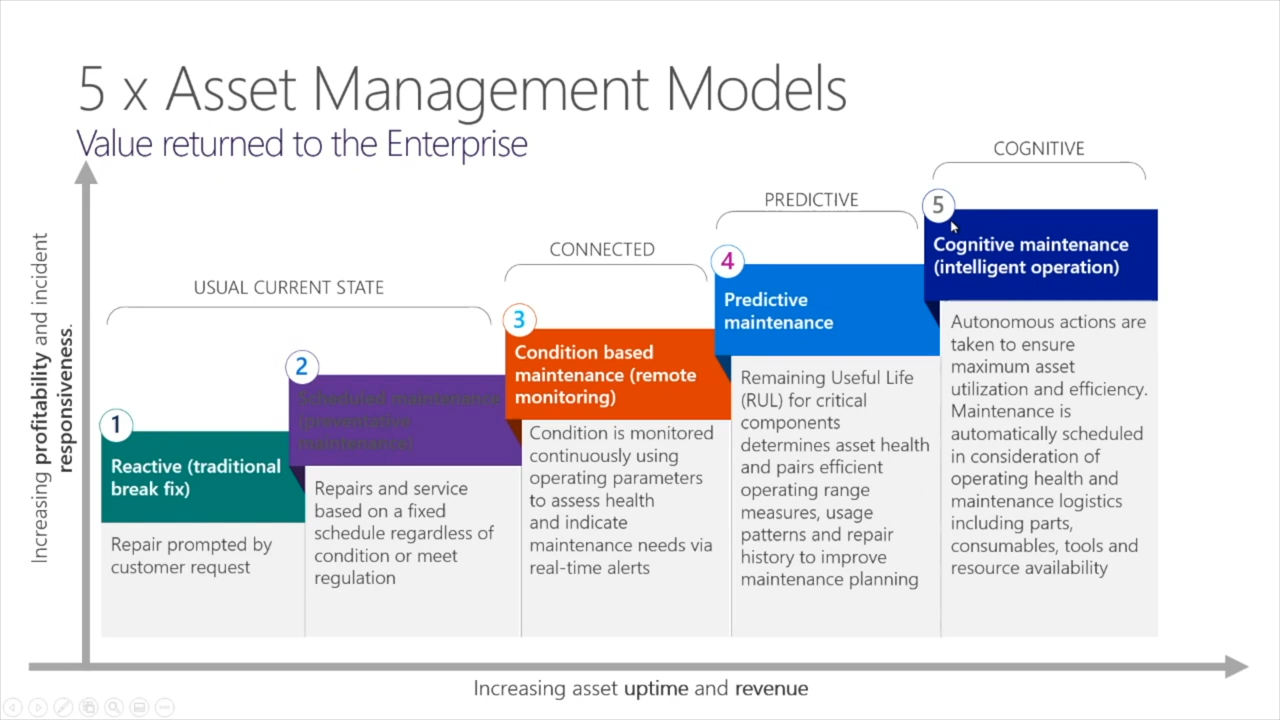 5 x Asset Management Models
Value returned to the Enterprise
COGNITIVE
PREDICTIVE
CONNECTED
USUAL CURRENT STATE
Increasing profitability and incident
responsiveness.
1
Reactive (traditional
break fix)
Repair prompted by
customer request
2
Scheduled maintenance
(preventative
maintenance)
Repairs and service
based on a fixed
schedule regardless of
condition or meet
regulation
3
Condition based
maintenance (remote
monitoring)
Condition is monitored
continuously using
operating parameters
to assess health
and indicate
maintenance needs via
real-time alerts
4
Predictive
maintenance
Remaining Useful Life
(RUL) for critical
components
determines asset health
and pairs efficient
operating range
measures, usage
patterns and repair
history to improve
maintenance planning
5
Cognitive maintenance
(intelligent operation)
Autonomous actions are
taken to ensure
maximum asset
utilization and efficiency.
Maintenance is
automatically scheduled
in consideration of
operating health and
maintenance logistics
including parts,
consumables, tools and
resource availability
Increasing asset uptime and revenue